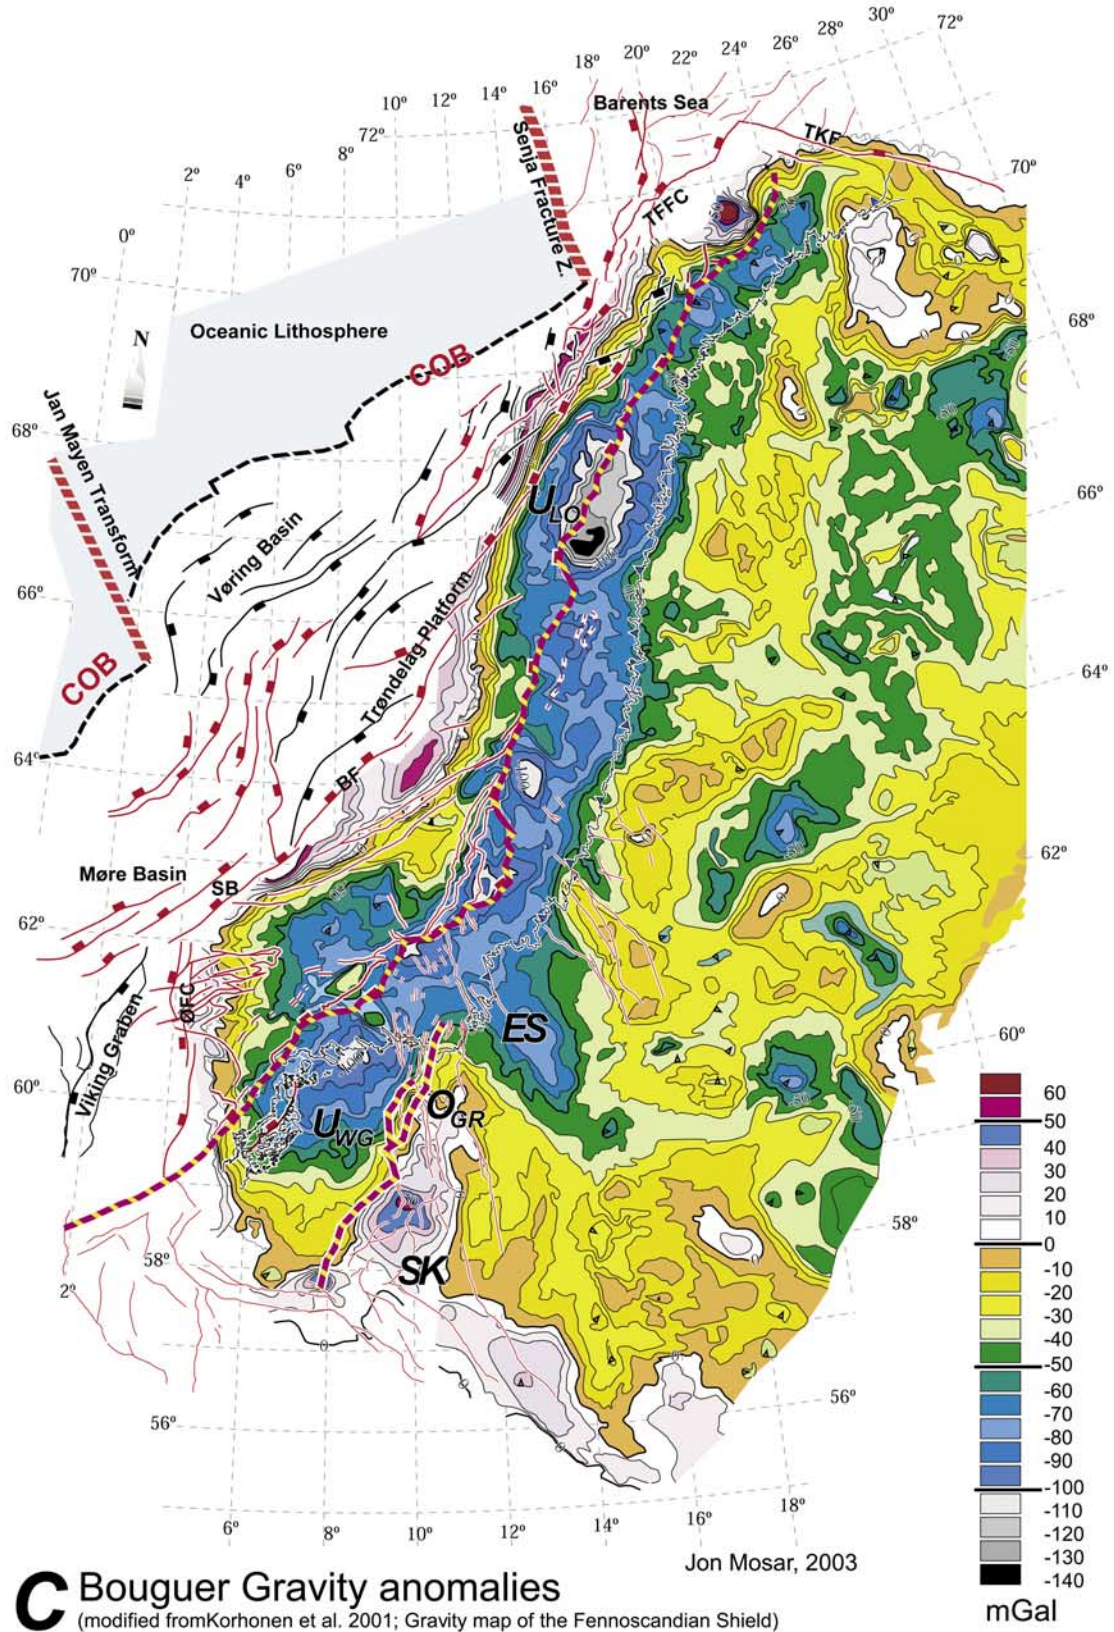 30º
72º
28º
26º
24º
22º
20º
18º
16º
14º
12º
10º
72º
8º
6º
4º
2º
0º
Barents Sea
TKF
70º
Senja Fracture Z.
TFFC
70º
N
Oceanic Lithosphere
COB
68º
Jan Mayen Transform
68º
66º
ULO
Vøring Basin
66º
COB
Trøndelag Platform
64º
64º
BF
62º
Møre Basin
SB
62º
ØFC
Viking Graben
ES
60º
60º
UWG
OGR
58º
58º
SK
2º
56º
56º
6º
8º
10º
12º
14º
16º
18º
60
50
40
30
20
10
0
-10
-20
-30
-40
-50
-60
-70
-80
-90
-100
-110
-120
-130
-140
mGal
Jon Mosar, 2003
C Bouguer Gravity anomalies
(modified fromKorhonen et al. 2001; Gravity map of the Fennoscandian Shield)